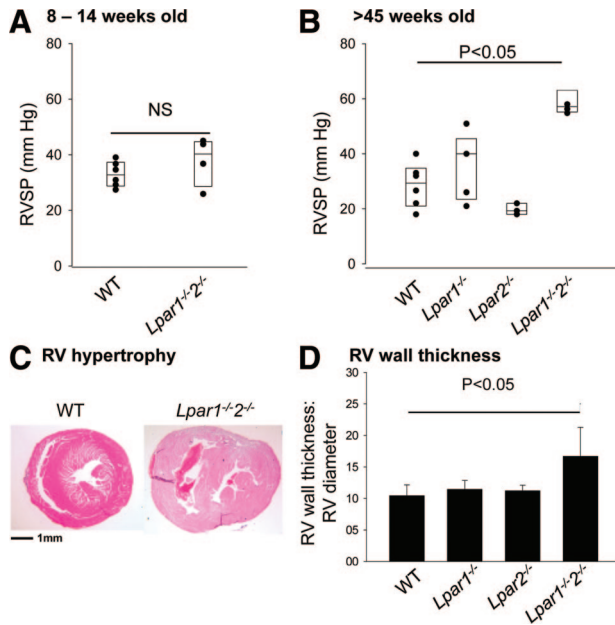 A 8 – 14 weeks old
NS
RVSP (mm Hg)
80
60
40
20
0
WT
Lpar1-/-2-/-
B >45 weeks old
P<0.05
RVSP (mm Hg)
80
60
40
20
0
WT
Lpar1-/-
Lpar2-/-
Lpar1-/-2-/-
C RV hypertrophy
WT
Lpar1-/-2-/-
1mm
D RV wall thickness
P<0.05
RV wall thickness:
RV diameter
30
25
20
15
10
05
00
WT
Lpar1-/-
Lpar2-/-
Lpar1-/-2-/-